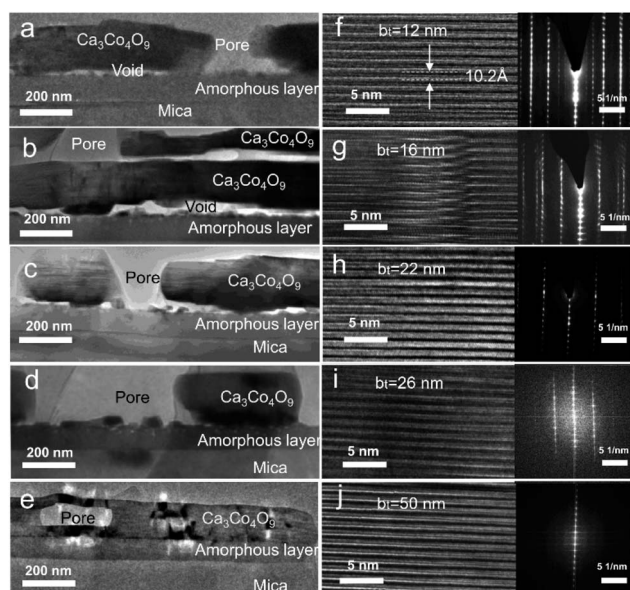 a
Ca₃Co₄O₉
Pore
Void
Amorphous layer
200 nm
Mica
b
Pore
Ca₃Co₄O₉
Ca₃Co₄O₉
Void
200 nm
Amorphous layer
c
Pore
Ca₃Co₄O₉
Amorphous layer
200 nm
Mica
d
Pore
Ca₃Co₄O₉
Amorphous layer
200 nm
Mica
e
Pore
Ca₃Co₄O₉
Amorphous layer
200 nm
Mica
f
bt=12 nm
10.2Å
5 nm
5 1/nm
g
bt=16 nm
5 nm
5 1/nm
h
bt=22 nm
5 nm
5 1/nm
i
bt=26 nm
5 nm
5 1/nm
j
bt=50 nm
5 nm
5 1/nm